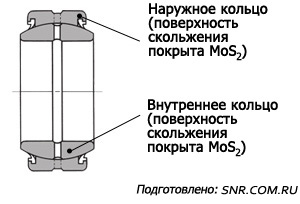 Наружное кольцо
(поверхность
скольжения
покрыта MoS₂)
Внутреннее кольцо
(поверхность
скольжения
покрыта MoS₂)
Подготовлено: SNR.COM.RU